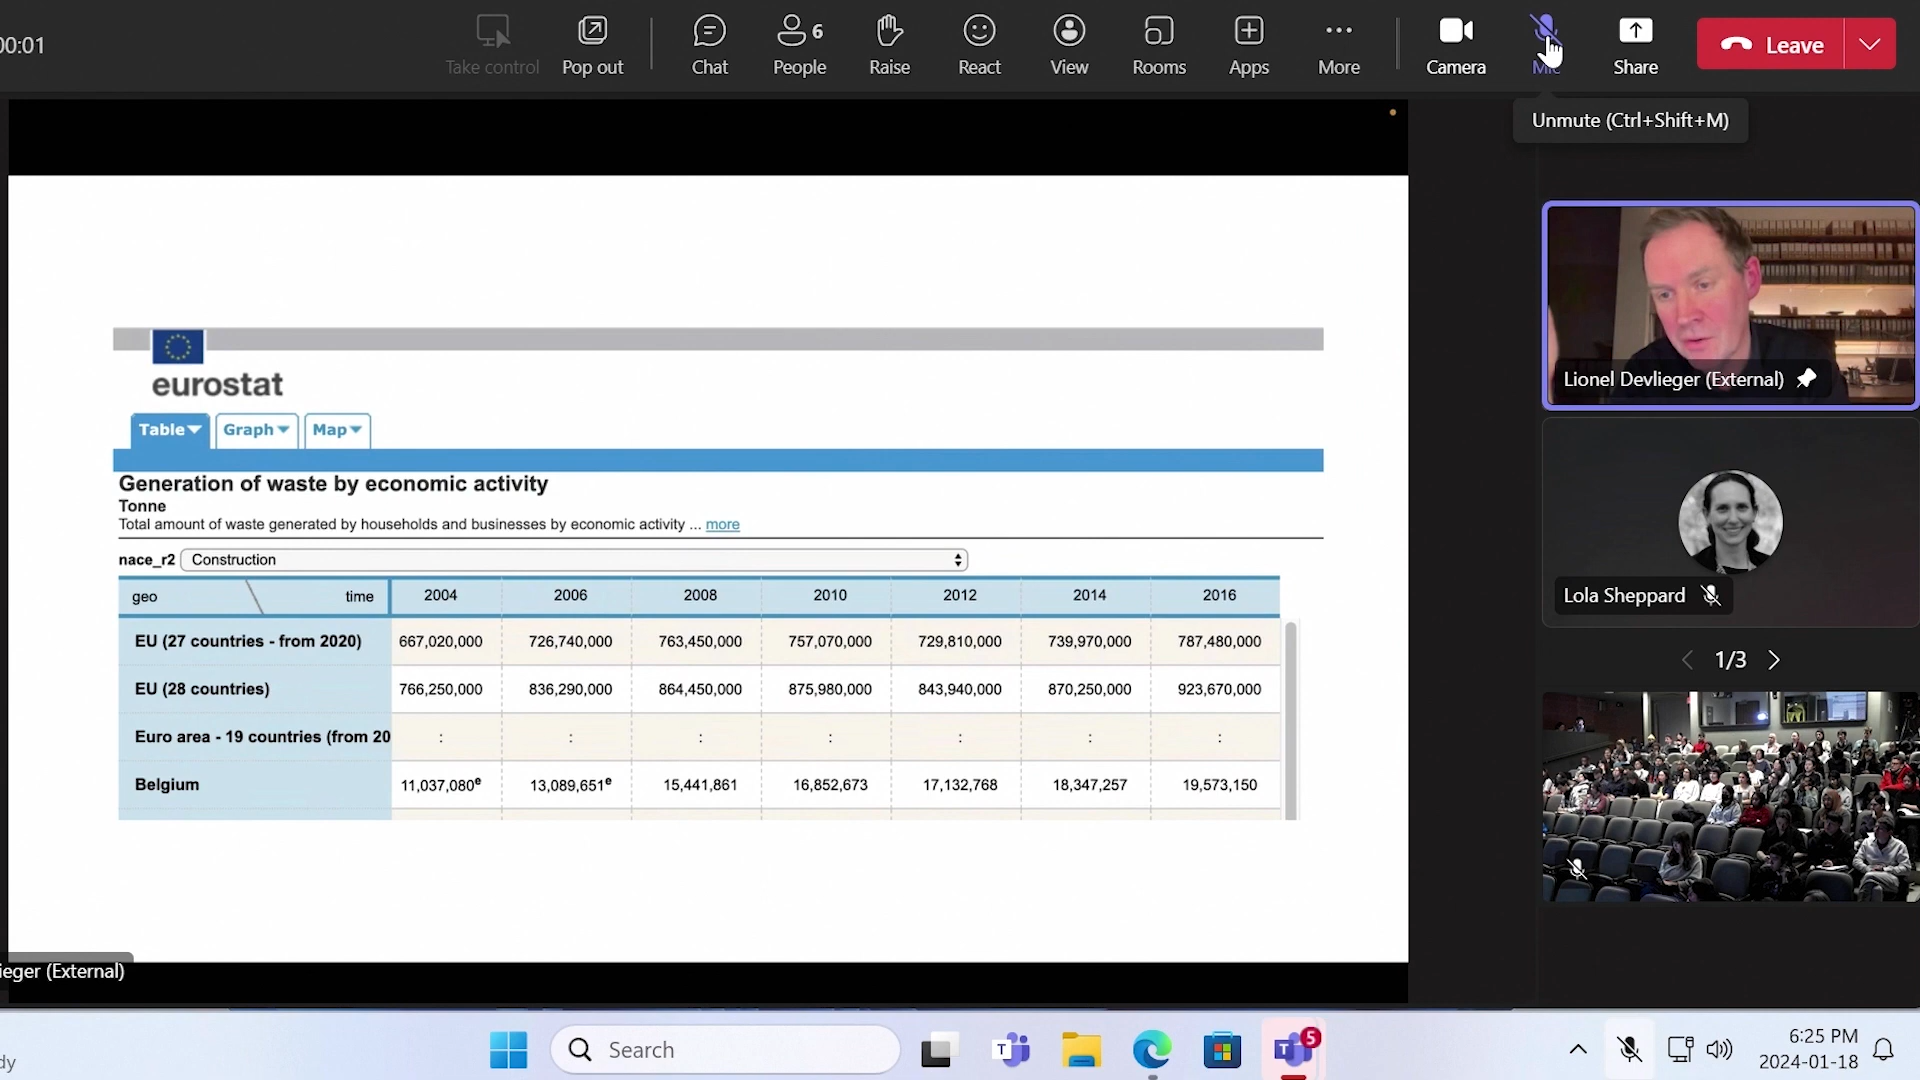 00:01
Take control
Pop out
Chat
People
6
Raise
React
View
Rooms
Apps
More
Camera
Mic
Share
Leave
Unmute (Ctrl+Shift+M)
eurostat
Table
Graph
Map
Generation of waste by economic activity
Tonne
Total amount of waste generated by households and businesses by economic activity ... more
nace_r2 Construction
geo time 2004 2006 2008 2010 2012 2014 2016
EU (27 countries - from 2020) 667,020,000 726,740,000 763,450,000 757,070,000 729,810,000 739,970,000 787,480,000
EU (28 countries) 766,250,000 836,290,000 864,450,000 875,980,000 843,940,000 870,250,000 923,670,000
Euro area - 19 countries (from 20 : : : : : : :
Belgium 11,037,080e 13,089,651e 15,441,861 16,852,673 17,132,768 18,347,257 19,573,150
Lionel Devlieger (External)
Lola Sheppard
1/3
ieger (External)
dy
Search
T
T
5
6:25 PM
2024-01-18